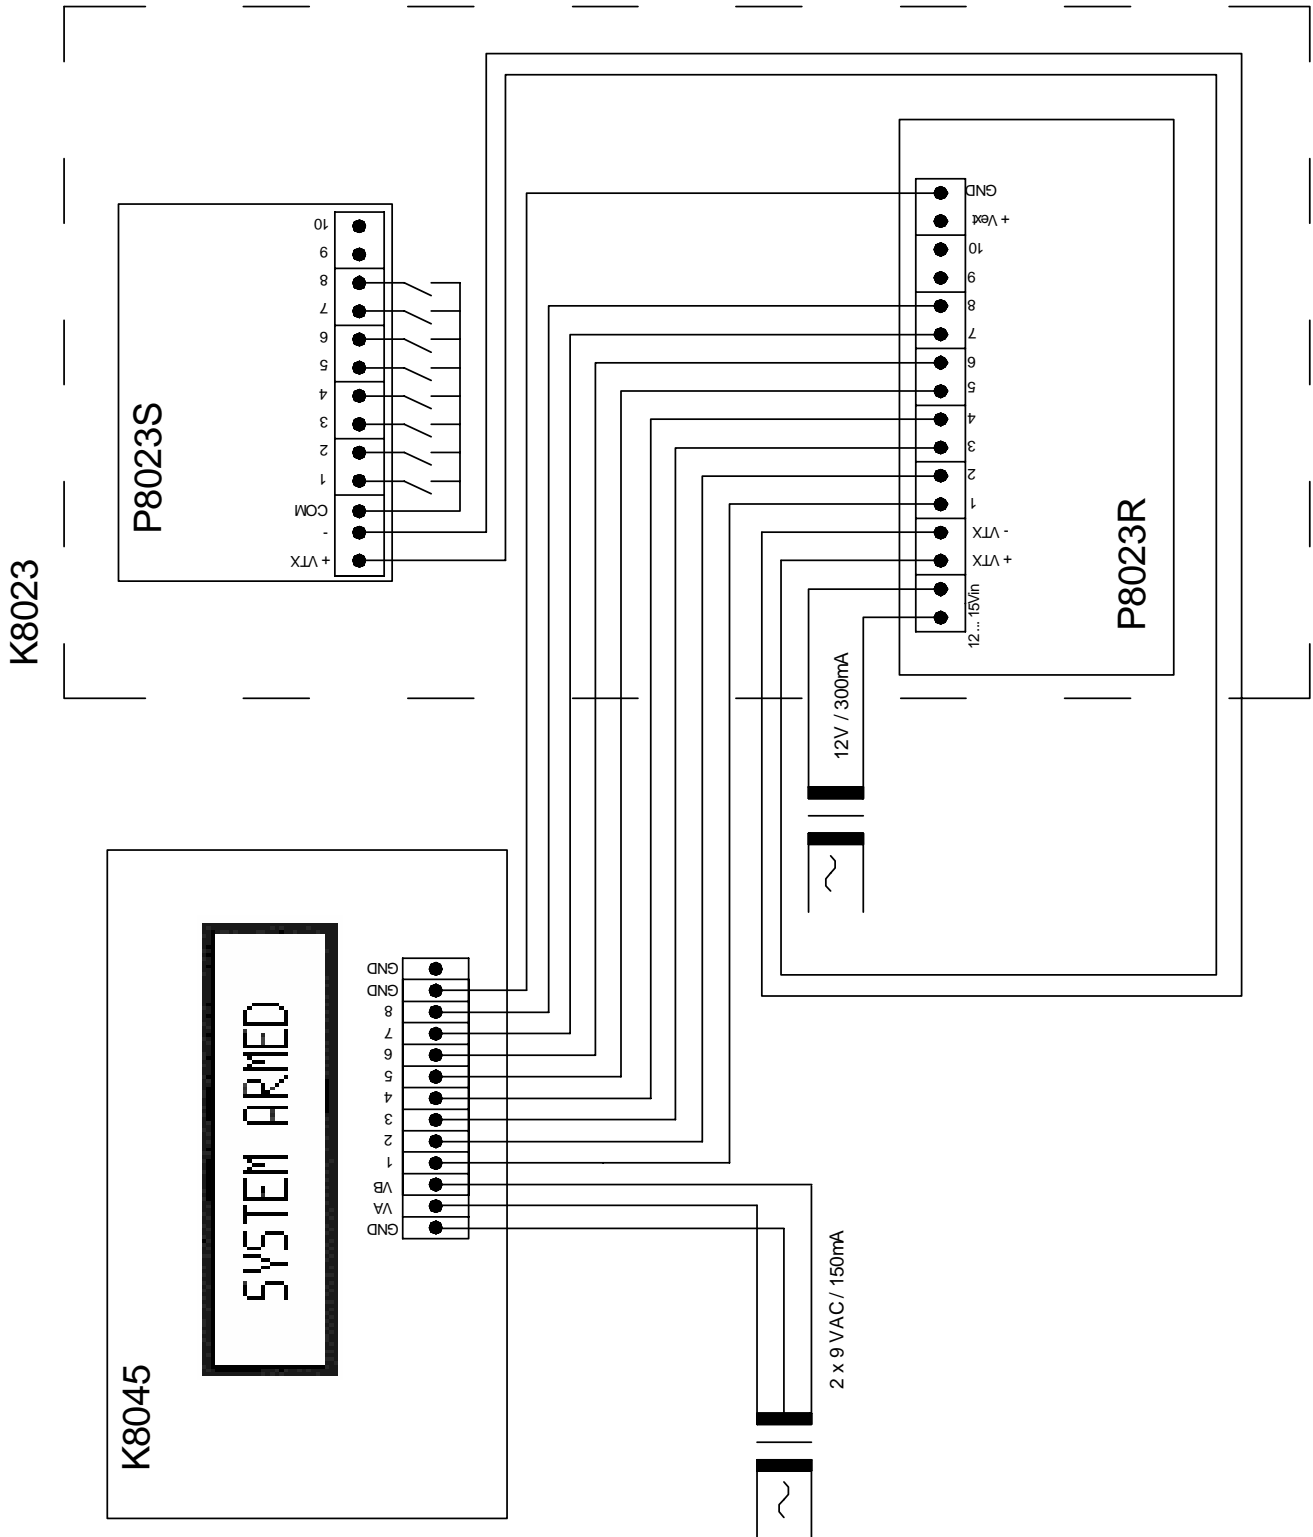 K8023
P8023S
10
9
8
7
6
5
4
3
2
1
COM
-
+ VTX
GND
+ Vext
10
9
8
7
6
5
4
3
2
1
- VTX
+ VTX
12 ... 15Vin
P8023R
12V / 300mA
~
K8045
SYSTEM ARMED
GND
GND
8
7
6
5
4
3
2
1
VB
VA
GND
2 x 9 VAC / 150mA
~